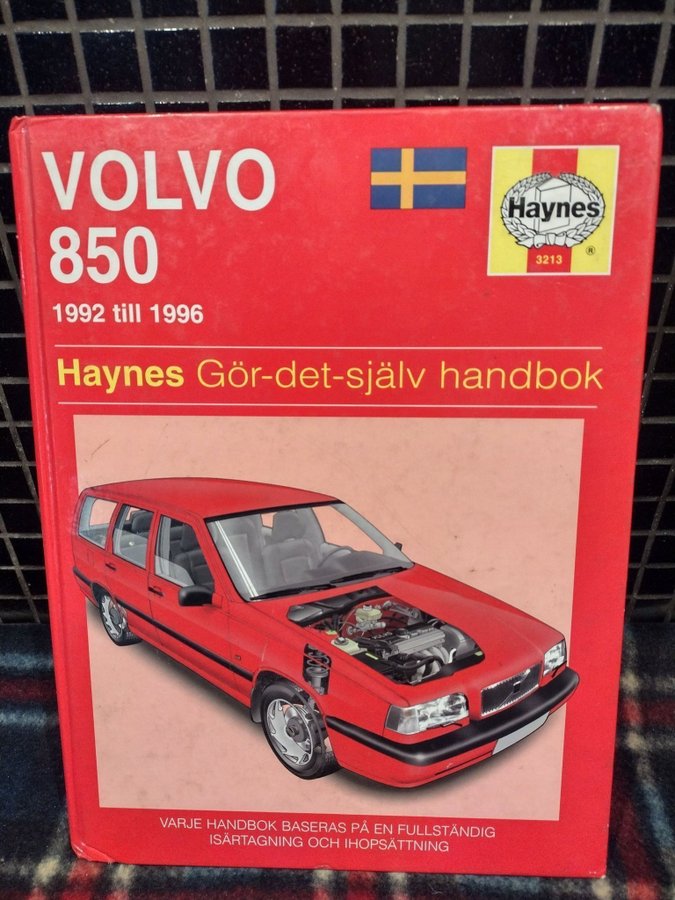 VOLVO
850
1992 till 1996
Haynes
®
3213
Haynes Gör-det-själv handbok
VARJE HANDBOK BASERAS PÅ EN FULLSTÄNDIG
ISÄRTAGNING OCH IHOPSÄTTNING